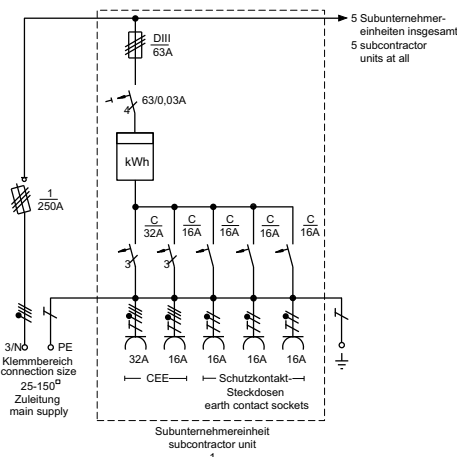 5 Subunternehmer-
einheiten insgesamt
5 subcontractor
units at all
DIII
63A
63/0,03A
4
kWh
1
250A
C
32A
C
16A
C
16A
C
16A
C
16A
3
3
3/N
PE
32A
16A
16A
16A
16A
CEE
Schutzkontakt-
Steckdosen
earth contact sockets
Klemmbereich
connection size
25-150□
Zuleitung
main supply
Subunternehmereinheit
subcontractor unit
1